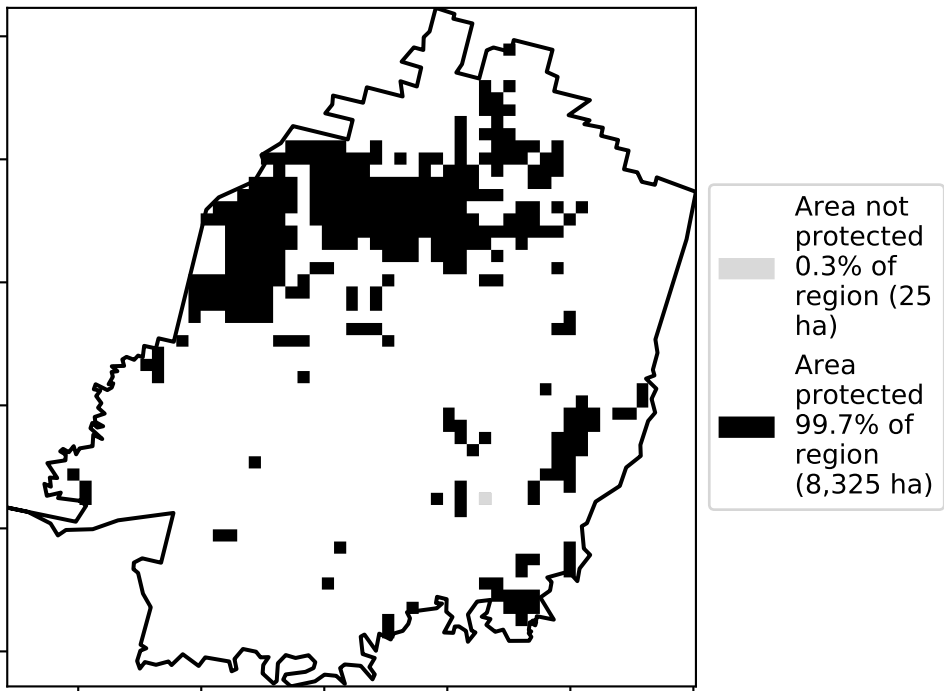 Area not
protected
0.3% of
region (25
ha)
Area
protected
99.7% of
region
(8,325 ha)